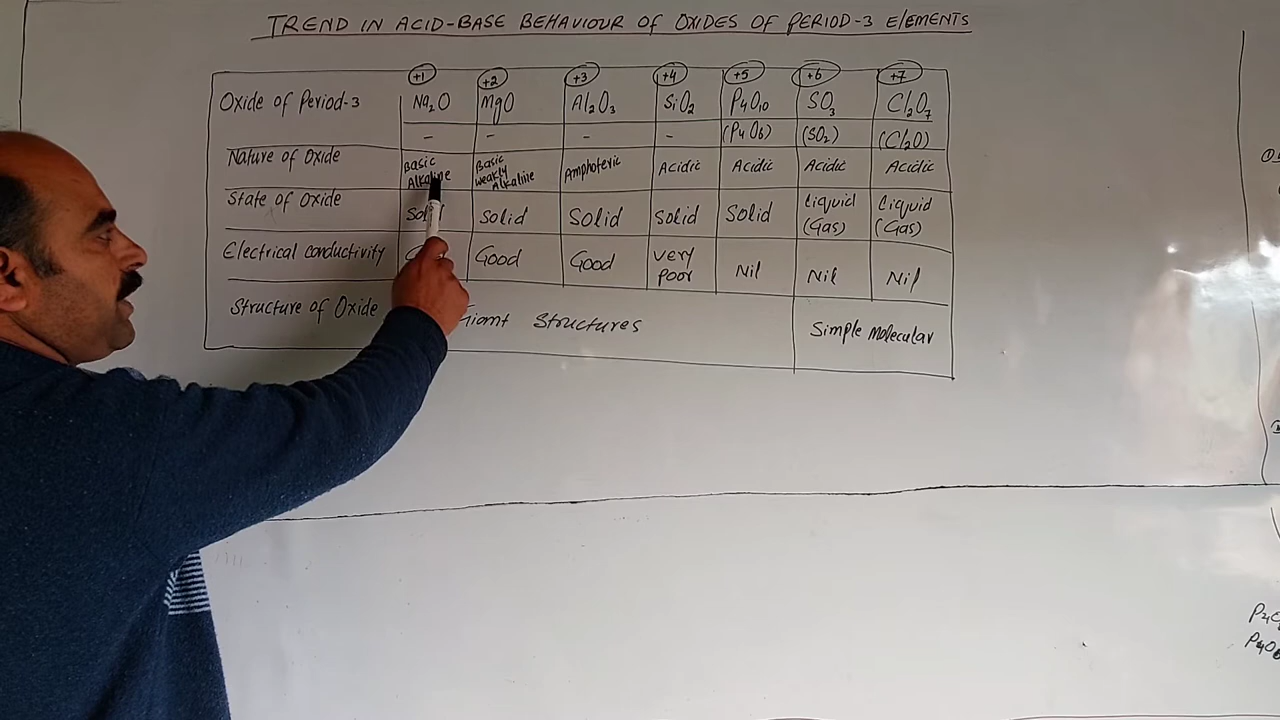 TREND IN ACID-BASE BEHAVIOUR OF OXIDES OF PERIOD-3 ElEMENTS
+1 +2 +3 +4 +5 +6 +7
Oxide of Period-3 Na₂O MgO Al₂O₃ SiO₂ P₄O₁₀ SO₃ Cl₂O₇
- - - - (P₄O₆) (SO₂) (Cl₂O)
Nature of Oxide Basic Alkaline Basic weakly Alkaline Amphoteric Acidic Acidic Acidic Acidic
State of Oxide Solid Solid Solid Solid Liquid (Gas) Liquid (Gas)
Electrical conductivity Good Good very poor Nil Nil Nil
Structure of Oxide Giant Structures Simple molecular
P₄O₆